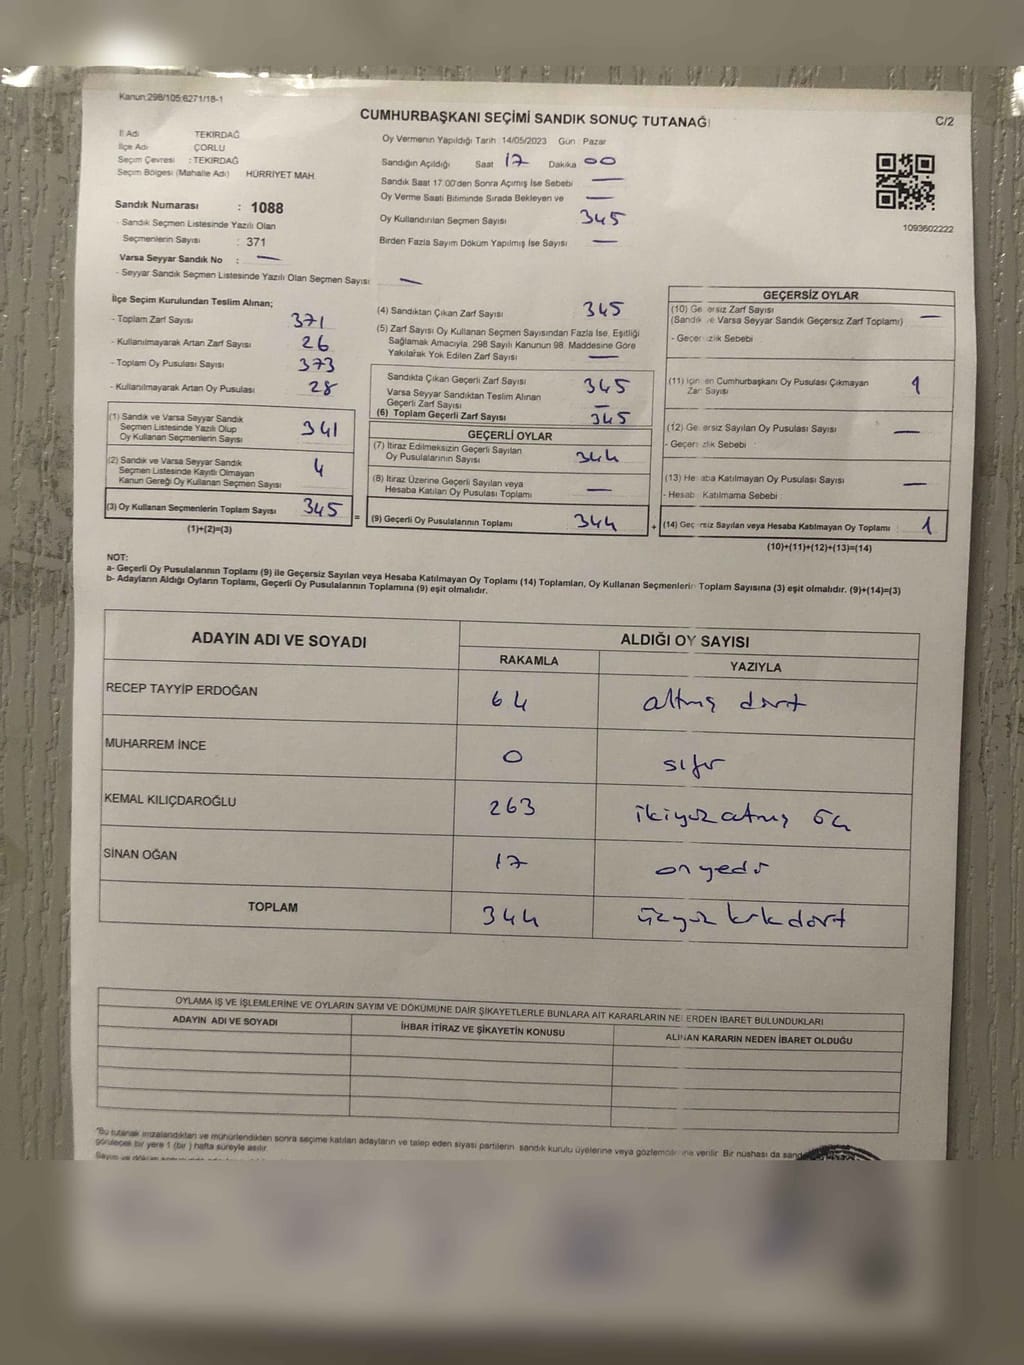 Kanun:298/105;6271/18-1
CUMHURBAŞKANI SEÇİMİ SANDIK SONUÇ TUTANAĞI
C/2
İl Adı TEKİRDAĞ
İlçe Adı ÇORLU
Seçim Çevresi : TEKİRDAĞ
Seçim Bölgesi (Mahalle Adı) HÜRRİYET MAH.
Sandık Numarası : 1088
- Sandık Seçmen Listesinde Yazılı Olan
Seçmenlerin Sayısı : 371
Varsa Seyyar Sandık No : —
- Seyyar Sandık Seçmen Listesinde Yazılı Olan Seçmen Sayısı —
Oy Vermenin Yapıldığı Tarih :14/05/2023 Gün Pazar
Sandığın Açıldığı Saat 17 Dakika 00
Sandık Saat 17:00'den Sonra Açımış İse Sebebi —
Oy Verme Saati Bitiminde Sırada Bekleyen ve —
Oy Kullandırılan Seçmen Sayısı 345
Birden Fazla Sayım Döküm Yapılmış İse Sayısı —
1093602222
İlçe Seçim Kurulundan Teslim Alınan;
- Toplam Zarf Sayısı 371
- Kullanılmayarak Artan Zarf Sayısı 26
- Toplam Oy Pusulası Sayısı 373
- Kullanılmayarak Artan Oy Pusulası 28
(1) Sandık ve Varsa Seyyar Sandık
Seçmen Listesinde Yazılı Olup
Oy Kullanan Seçmenlerin Sayısı 341
(2) Sandık ve Varsa Seyyar Sandık
Seçmen Listesinde Kayıtlı Olmayan
Kanun Gereği Oy Kullanan Seçmen Sayısı 4
(3) Oy Kullanan Seçmenlerin Toplam Sayısı 345
(1)+(2)=(3)
=
(4) Sandıktan Çıkan Zarf Sayısı 345
(5) Zarf Sayısı Oy Kullanan Seçmen Sayısından Fazla İse, Eşitliği
Sağlamak Amacıyla, 298 Sayılı Kanunun 98. Maddesine Göre
Yakılarak Yok Edilen Zarf Sayısı —
Sandıkta Çıkan Geçerli Zarf Sayısı 345
Varsa Seyyar Sandıktan Teslim Alınan
Geçerli Zarf Sayısı —
(6) Toplam Geçerli Zarf Sayısı 345
GEÇERLİ OYLAR
(7) İtiraz Edilmeksizin Geçerli Sayılan
Oy Pusulalarının Sayısı 344
(8) İtiraz Üzerine Geçerli Sayılan veya
Hesaba Katılan Oy Pusulası Toplamı —
(9) Geçerli Oy Pusulalarının Toplamı 344
+
GEÇERSİZ OYLAR
(10) Ge ersiz Zarf Sayısı
(Sandık ve Varsa Seyyar Sandık Geçersiz Zarf Toplamı) —
- Geçer izlik Sebebi
(11) İçin en Cumhurbaşkanı Oy Pusulası Çıkmayan
Zarf Sayısı 1
(12) Ge ersiz Sayılan Oy Pusulası Sayısı —
- Geçer zlik Sebebi :
(13) He aba Katılmayan Oy Pusulası Sayısı —
- Hesab Katılmama Sebebi
(14) Geç rsiz Sayılan veya Hesaba Katılmayan Oy Toplamı : 1
(10)+(11)+(12)+(13)=(14)
NOT:
a- Geçerli Oy Pusulalarının Toplamı (9) ile Geçersiz Sayılan veya Hesaba Katılmayan Oy Toplamı (14) Toplamları, Oy Kullanan Seçmenlerin Toplam Sayısına (3) eşit olmalıdır. (9)+(14)=(3)
b- Adayların Aldığı Oyların Toplamı, Geçerli Oy Pusulalarının Toplamına (9) eşit olmalıdır.
ADAYIN ADI VE SOYADI
ALDIĞI OY SAYISI
RAKAMLA YAZIYLA
RECEP TAYYİP ERDOĞAN 64 altmış dört
MUHARREM İNCE 0 sıfır
KEMAL KILIÇDAROĞLU 263 ikiyüzatmış
SİNAN OĞAN 17 onyedi
TOPLAM 344 üçyüz kırkdört
OYLAMA İŞ VE İŞLEMLERİNE VE OYLARIN SAYIM VE DÖKÜMÜNE DAİR ŞİKAYETLERLE BUNLARA AİT KARARLARIN NELERDEN İBARET BULUNDUKLARI
ADAYIN ADI VE SOYADI İHBAR İTİRAZ VE ŞİKAYETİN KONUSU ALINAN KARARIN NEDEN İBARET OLDUĞU
*Bu tutanak imzalandıktan ve mühürlendikten sonra seçime katılan adayların ve talep eden siyasi partilerin sandık kurulu üyelerine veya gözlemcilerine verilir. Bir nüshası da
görülecek bir yere 1 (bir) hafta süreyle asılır.